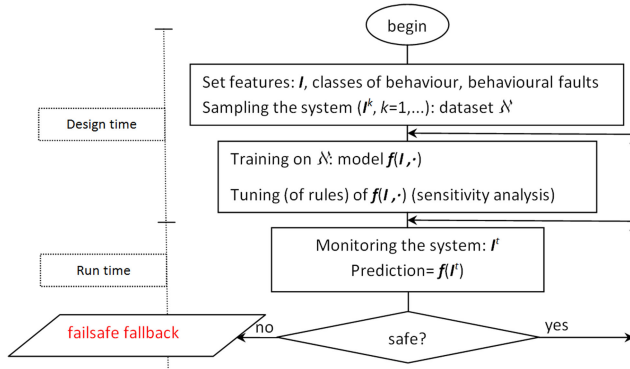 begin
Set features: I, classes of behaviour, behavioural faults
Sampling the system (I^k, k=1,...): dataset ℵ
Design time
Training on ℵ: model f(I,·)
Tuning (of rules) of f(I,·) (sensitivity analysis)
Monitoring the system: I^t
Prediction= f(I^t)
Run time
failsafe fallback
no
safe?
yes